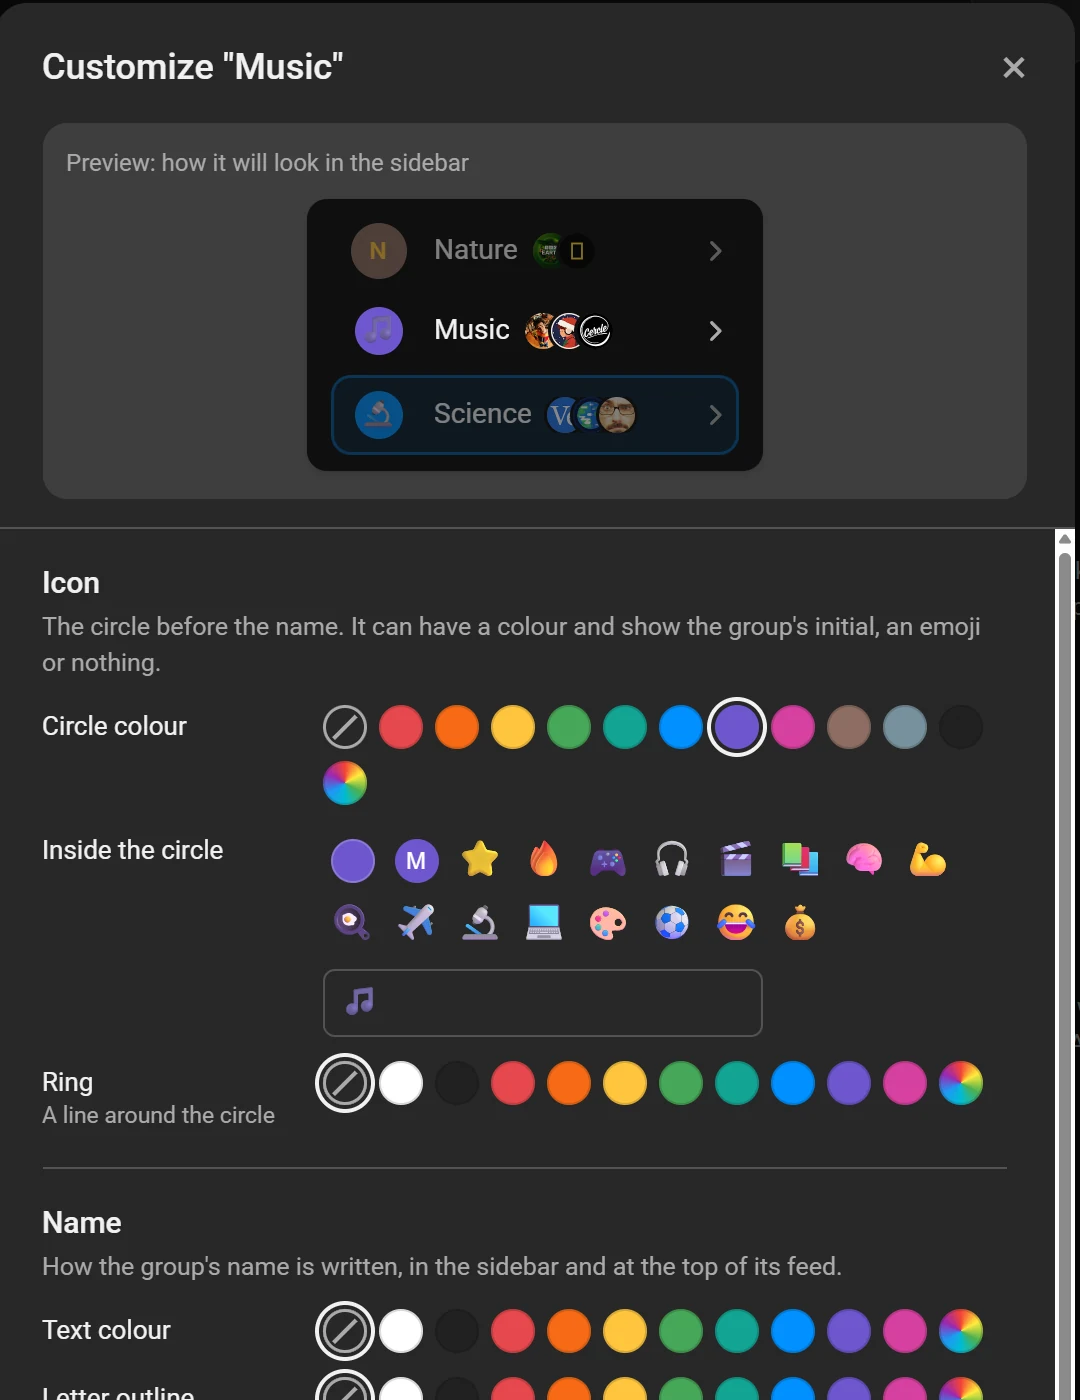 Customize "Music"
Preview: how it will look in the sidebar
N Nature
Music Cercle
Science
Icon
The circle before the name. It can have a colour and show the group's initial, an emoji
or nothing.
Circle colour
Inside the circle
M
Ring
A line around the circle
Name
How the group's name is written, in the sidebar and at the top of its feed.
Text colour
Letter outline